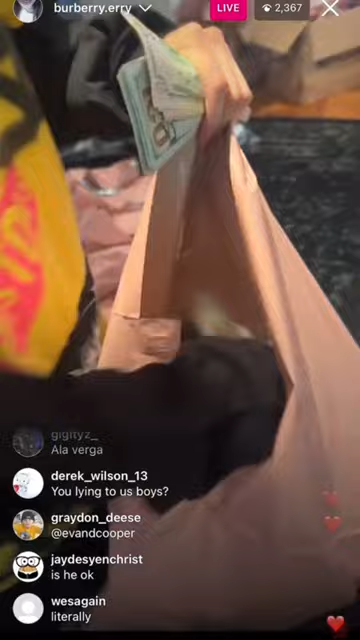 burberry.erry
LIVE
2,367
gigityz_
Ala verga
derek_wilson_13
You lying to us boys?
graydon_deese
@evandcooper
jaydesyenchrist
is he ok
wesagain
literally